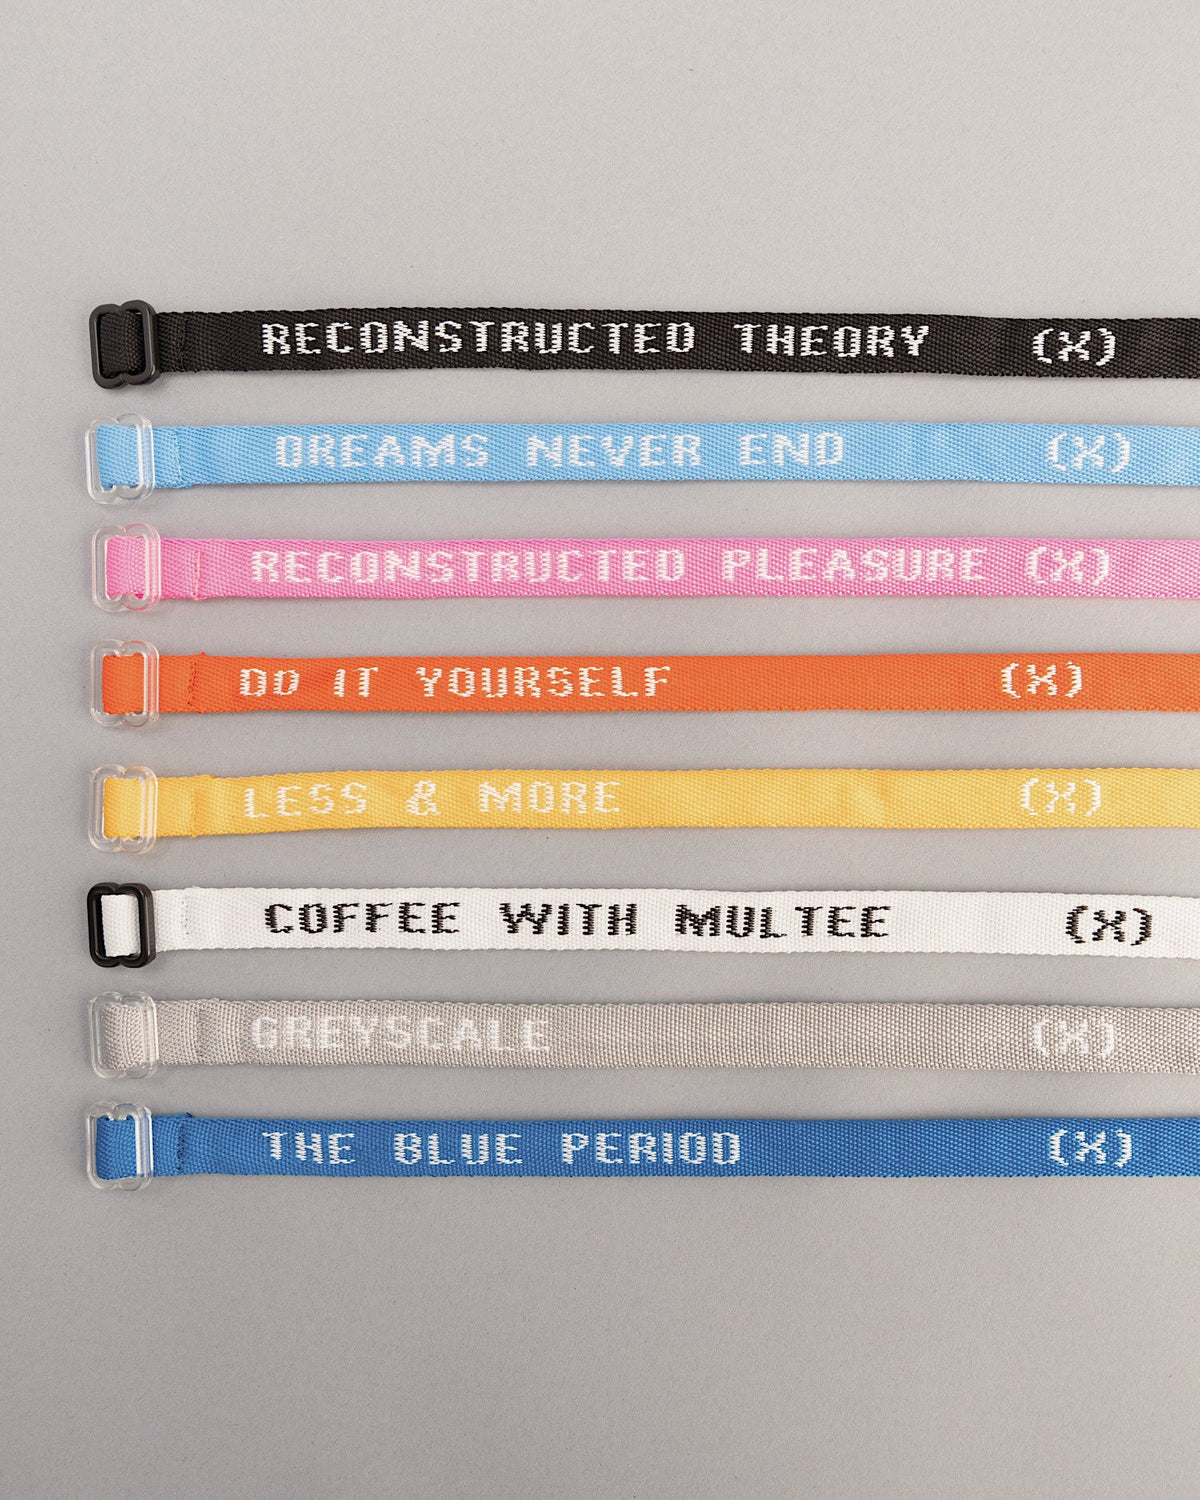 RECONSTRUCTED THEORY (X)
DREAMS NEVER END (X)
RECONSTRUCTED PLEASURE (X)
DO IT YOURSELF (X)
LESS & MORE (X)
COFFEE WITH MULTEE (X)
GREYSCALE (X)
THE BLUE PERIOD (X)